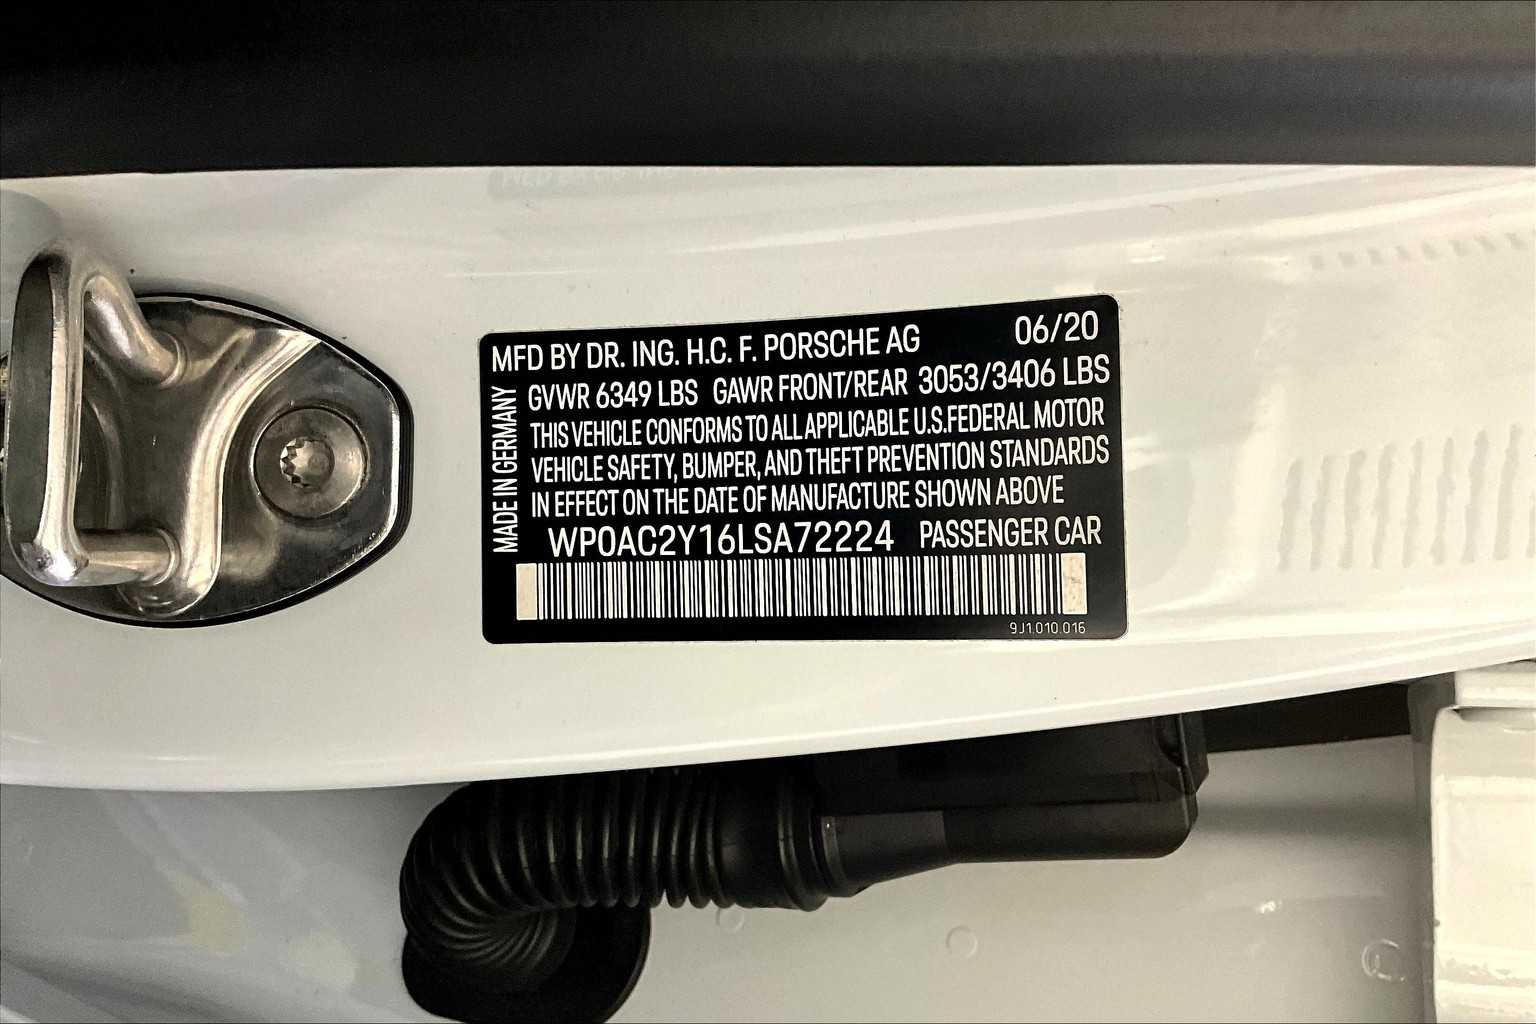 MFD BY DR. ING. H.C. F. PORSCHE AG 06/20
GVWR 6349 LBS GAWR FRONT/REAR 3053/3406 LBS
THIS VEHICLE CONFORMS TO ALL APPLICABLE U.S.FEDERAL MOTOR
VEHICLE SAFETY, BUMPER, AND THEFT PREVENTION STANDARDS
IN EFFECT ON THE DATE OF MANUFACTURE SHOWN ABOVE
WP0AC2Y16LSA72224 PASSENGER CAR
9J1.010.016
MADE IN GERMANY